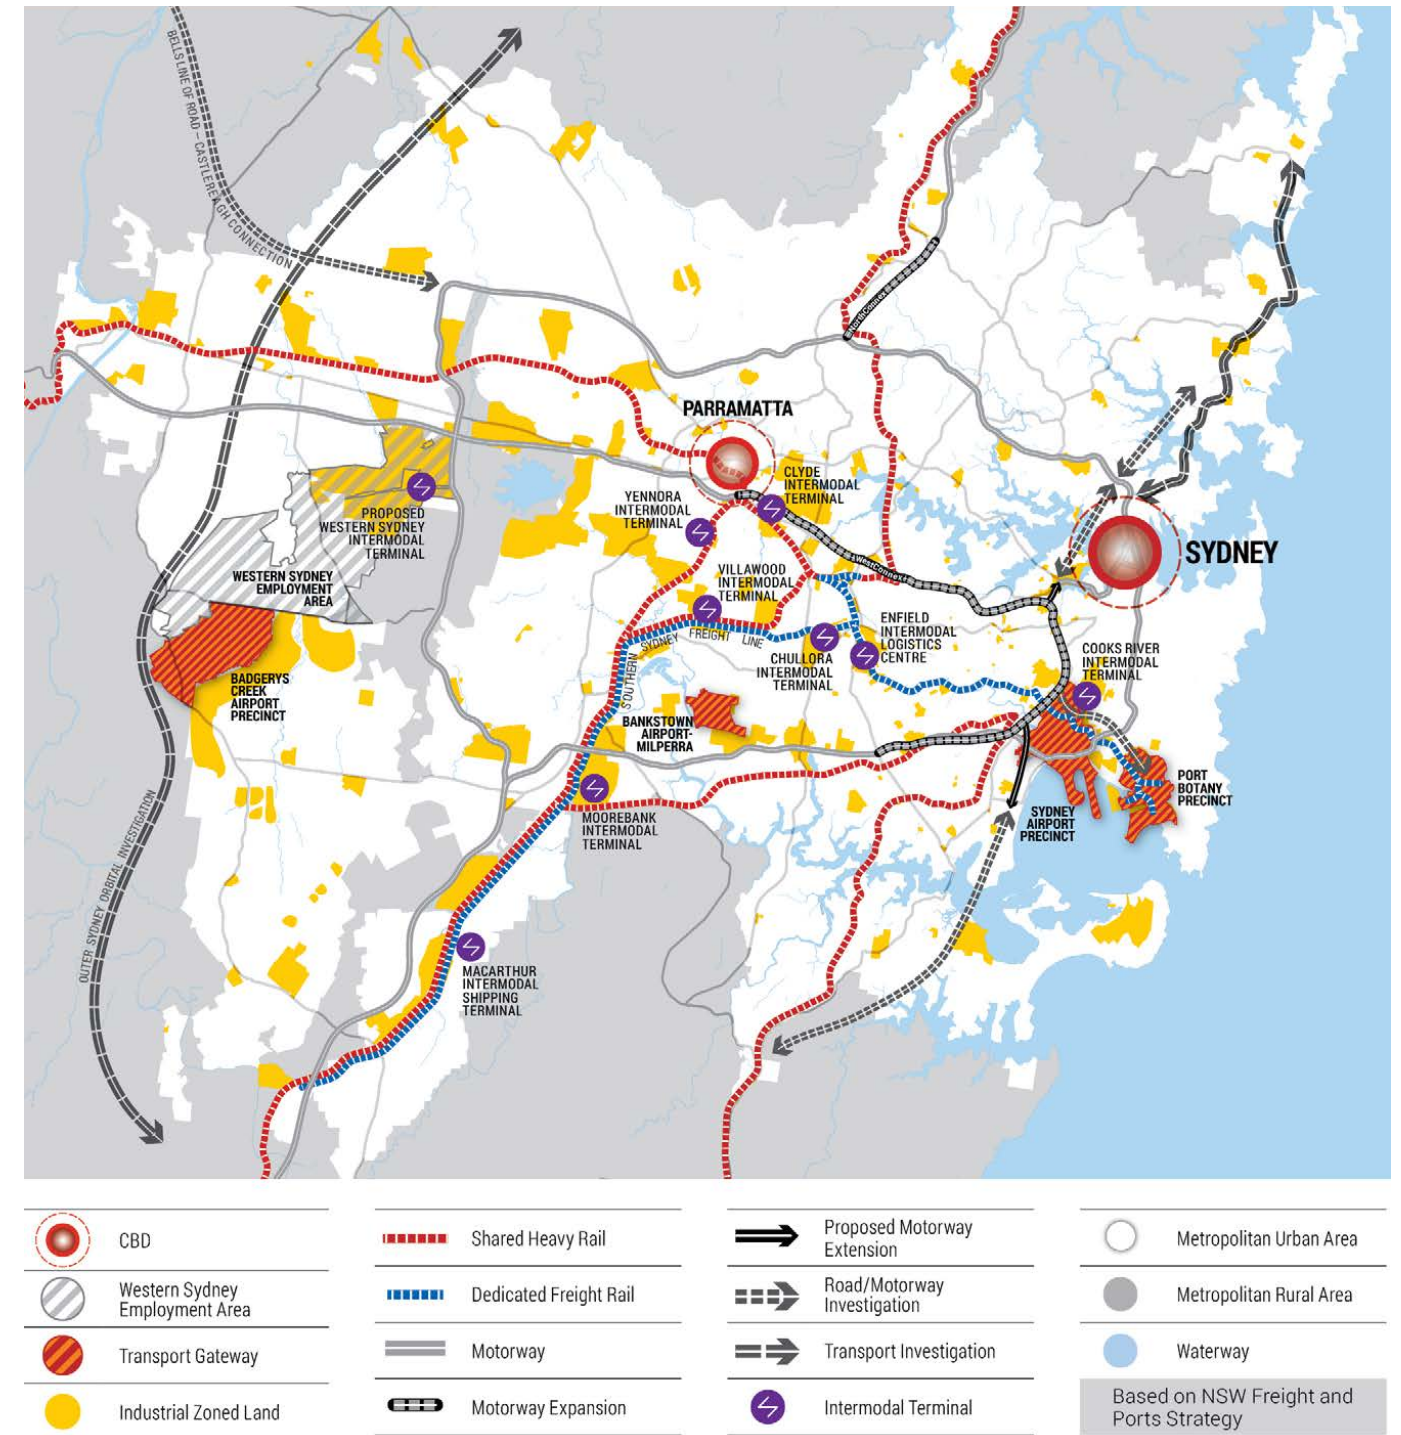 BELLS LINE OF ROAD – CASTLEREAGH CONNECTION
NorthConnex
PARRAMATTA
CLYDE
INTERMODAL
TERMINAL
YENNORA
INTERMODAL
TERMINAL
PROPOSED
WESTERN SYDNEY
INTERMODAL
TERMINAL
WestConnex
SYDNEY
WESTERN SYDNEY
EMPLOYMENT
AREA
VILLAWOOD
INTERMODAL
TERMINAL
SOUTHERN SYDNEY FREIGHT LINE
ENFIELD
INTERMODAL
LOGISTICS
CENTRE
CHULLORA
INTERMODAL
TERMINAL
COOKS RIVER
INTERMODAL
TERMINAL
BADGERYS
CREEK
AIRPORT
PRECINCT
BANKSTOWN
AIRPORT-
MILPERRA
PORT
BOTANY
PRECINCT
SYDNEY
AIRPORT
PRECINCT
MOOREBANK
INTERMODAL
TERMINAL
OUTER SYDNEY ORBITAL INVESTIGATION
MACARTHUR
INTERMODAL
SHIPPING
TERMINAL
CBD
Western Sydney
Employment Area
Transport Gateway
Industrial Zoned Land
Shared Heavy Rail
Dedicated Freight Rail
Motorway
Motorway Expansion
Proposed Motorway
Extension
Road/Motorway
Investigation
Transport Investigation
Intermodal Terminal
Metropolitan Urban Area
Metropolitan Rural Area
Waterway
Based on NSW Freight and
Ports Strategy